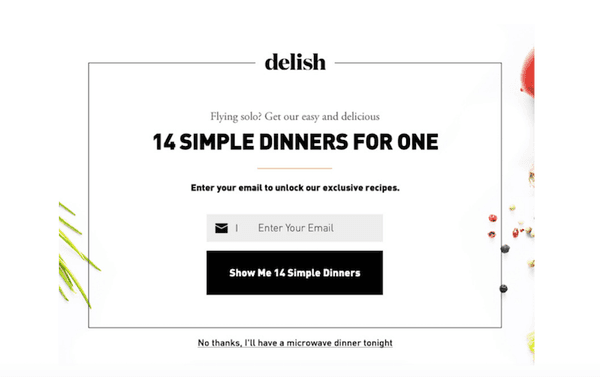 delish
Flying solo? Get our easy and delicious
14 SIMPLE DINNERS FOR ONE
Enter your email to unlock our exclusive recipes.
Enter Your Email
Show Me 14 Simple Dinners
No thanks, I'll have a microwave dinner tonight